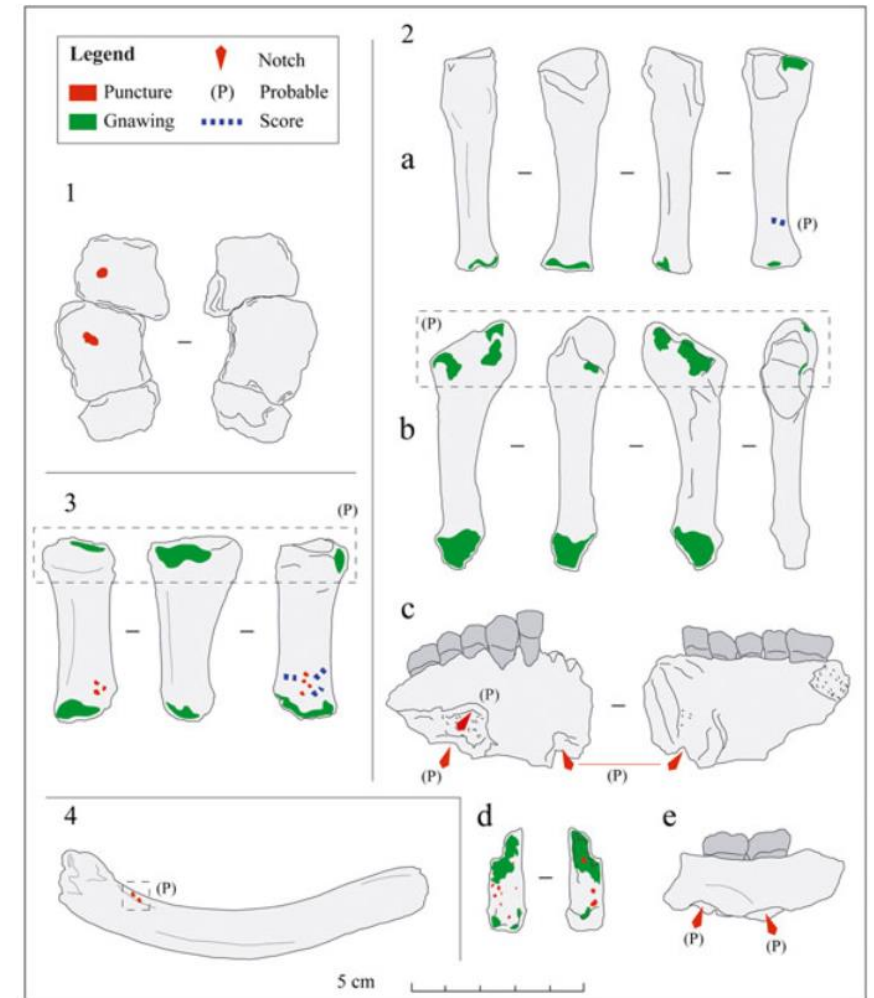 Legend
Notch
Puncture
(P) Probable
Gnawing
Score
1
2
a
(P)
(P)
b
3
(P)
c
(P)
(P)
(P)
4
(P)
d
e
(P)
(P)
5 cm